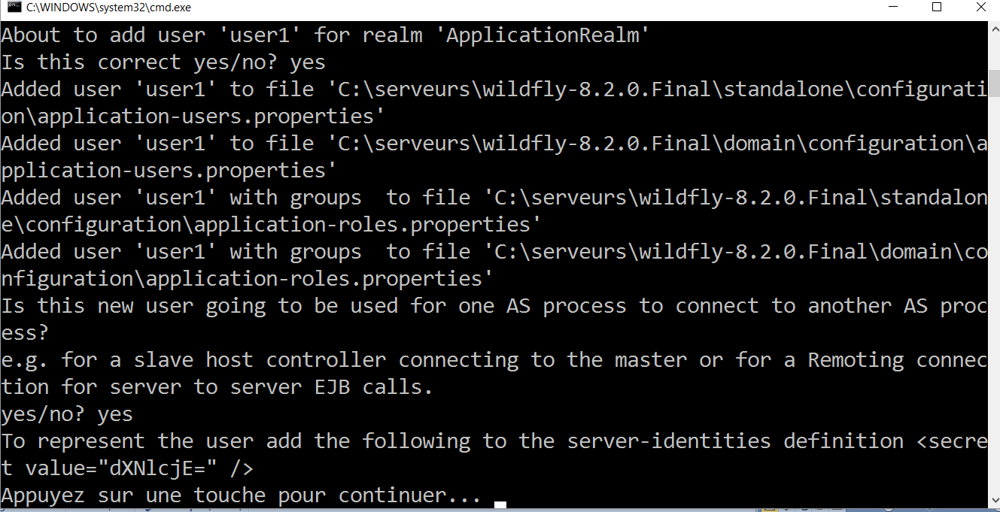 C:\WINDOWS\system32\cmd.exe
About to add user 'user1' for realm 'ApplicationRealm'
Is this correct yes/no? yes
Added user 'user1' to file 'C:\serveurs\wildfly-8.2.0.Final\standalone\configurati
on\application-users.properties'
Added user 'user1' to file 'C:\serveurs\wildfly-8.2.0.Final\domain\configuration\a
pplication-users.properties'
Added user 'user1' with groups  to file 'C:\serveurs\wildfly-8.2.0.Final\standalon
e\configuration\application-roles.properties'
Added user 'user1' with groups  to file 'C:\serveurs\wildfly-8.2.0.Final\domain\co
nfiguration\application-roles.properties'
Is this new user going to be used for one AS process to connect to another AS proc
ess?
e.g. for a slave host controller connecting to the master or for a Remoting connec
tion for server to server EJB calls.
yes/no? yes
To represent the user add the following to the server-identities definition <secre
t value="dXNlcjE=" />
Appuyez sur une touche pour continuer...